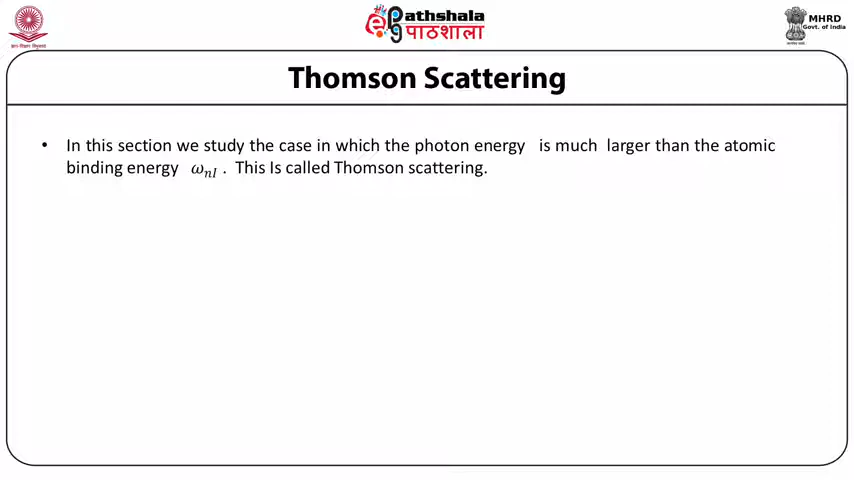 ePathshala
पाठशाला
MHRD
Govt. of India
Thomson Scattering
• In this section we study the case in which the photon energy is much larger than the atomic
binding energy ωnI . This Is called Thomson scattering.